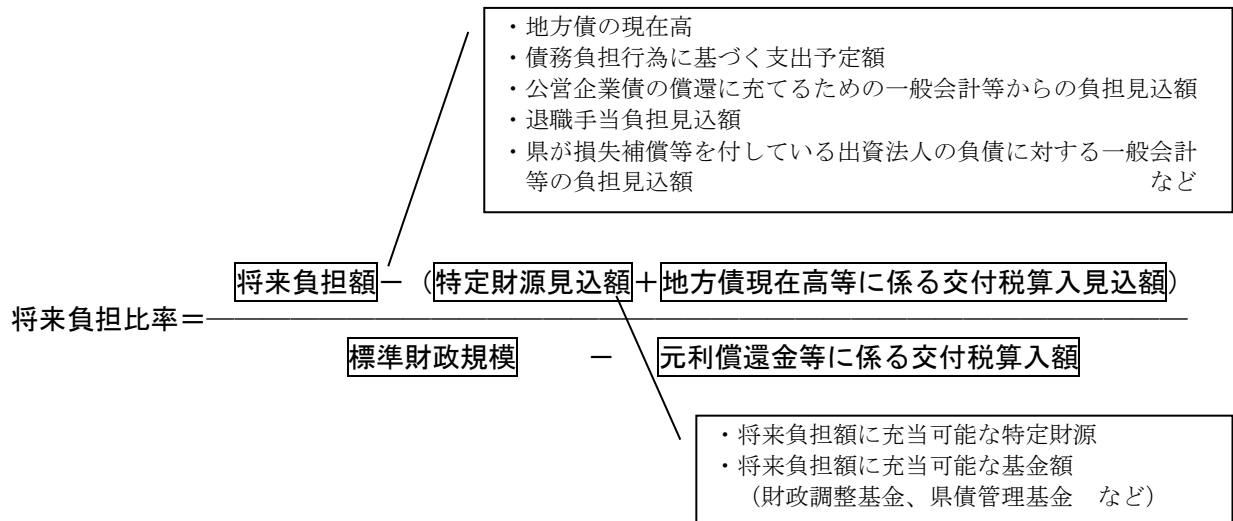 ・地方債の現在高
・債務負担行為に基づく支出予定額
・公営企業債の償還に充てるための一般会計等からの負担見込額
・退職手当負担見込額
・県が損失補償等を付している出資法人の負債に対する一般会計
等の負担見込額 など
将来負担額－（特定財源見込額＋地方債現在高等に係る交付税算入見込額）
将来負担比率＝
標準財政規模 － 元利償還金等に係る交付税算入額
・将来負担額に充当可能な特定財源
・将来負担額に充当可能な基金額
（財政調整基金、県債管理基金 など）